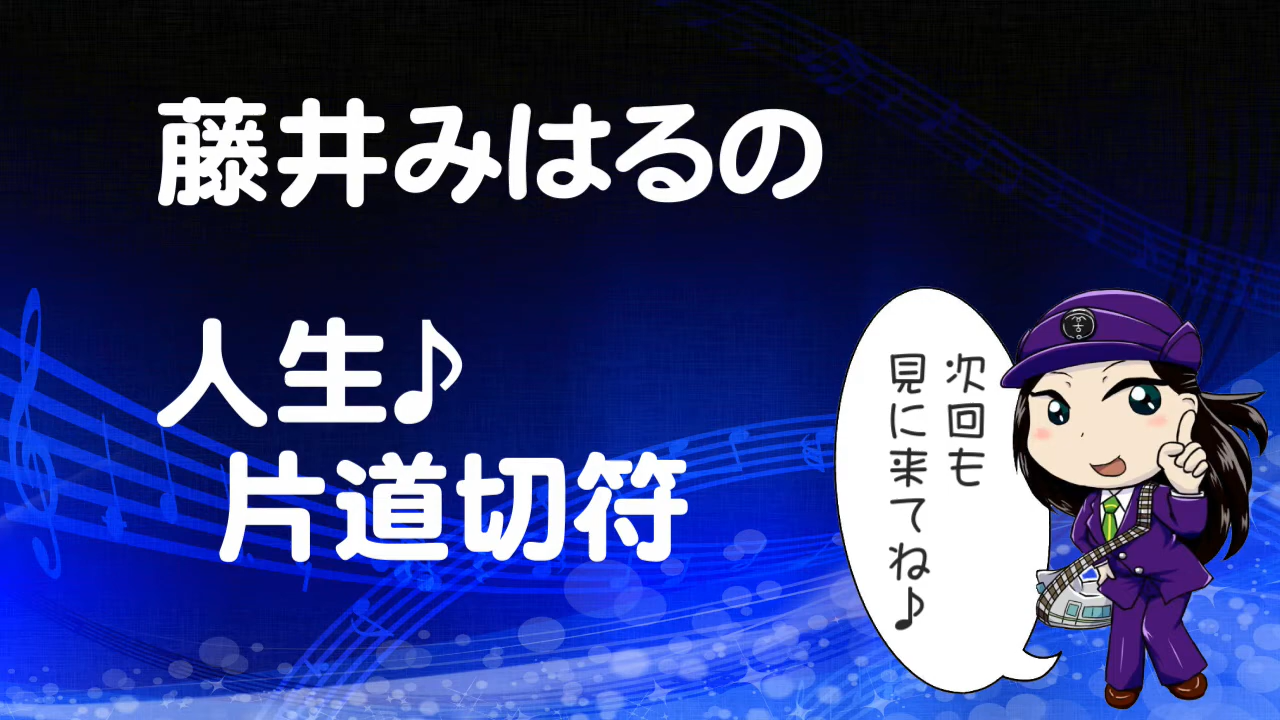 藤井みはるの
人生♪
片道切符
次回も
見に来てね♪